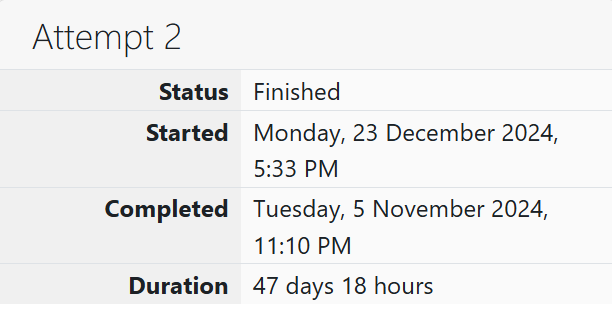 Attempt 2
Status Finished
Started Monday, 23 December 2024,
5:33 PM
Completed Tuesday, 5 November 2024,
11:10 PM
Duration 47 days 18 hours